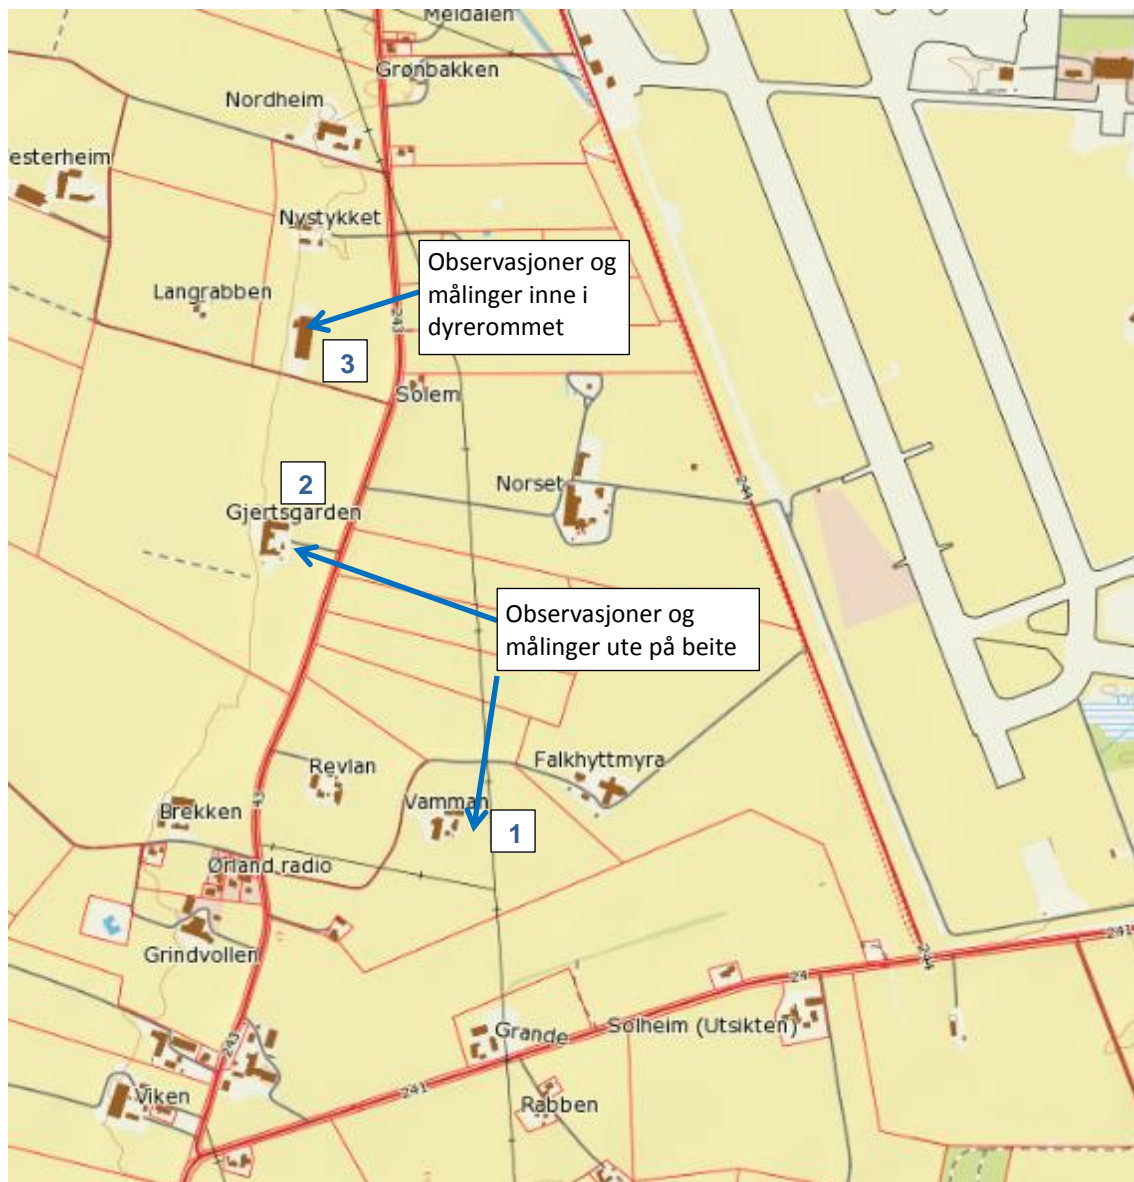 Meldalen
Grønbakken
Nordheim
esterheim
Nystykket
Observasjoner og
målinger inne i
dyrerommet
Langrabben
243
3
Solem
244
Norset
2
Gjertsgarden
Observasjoner og
målinger ute på beite
Falkhyttmyra
Revlan
Vamman
43
Brekken
1
Ørland radio
Grindvollen
241
244
24
Grande
Solheim (Utsikten)
243
241
Viken
Rabben